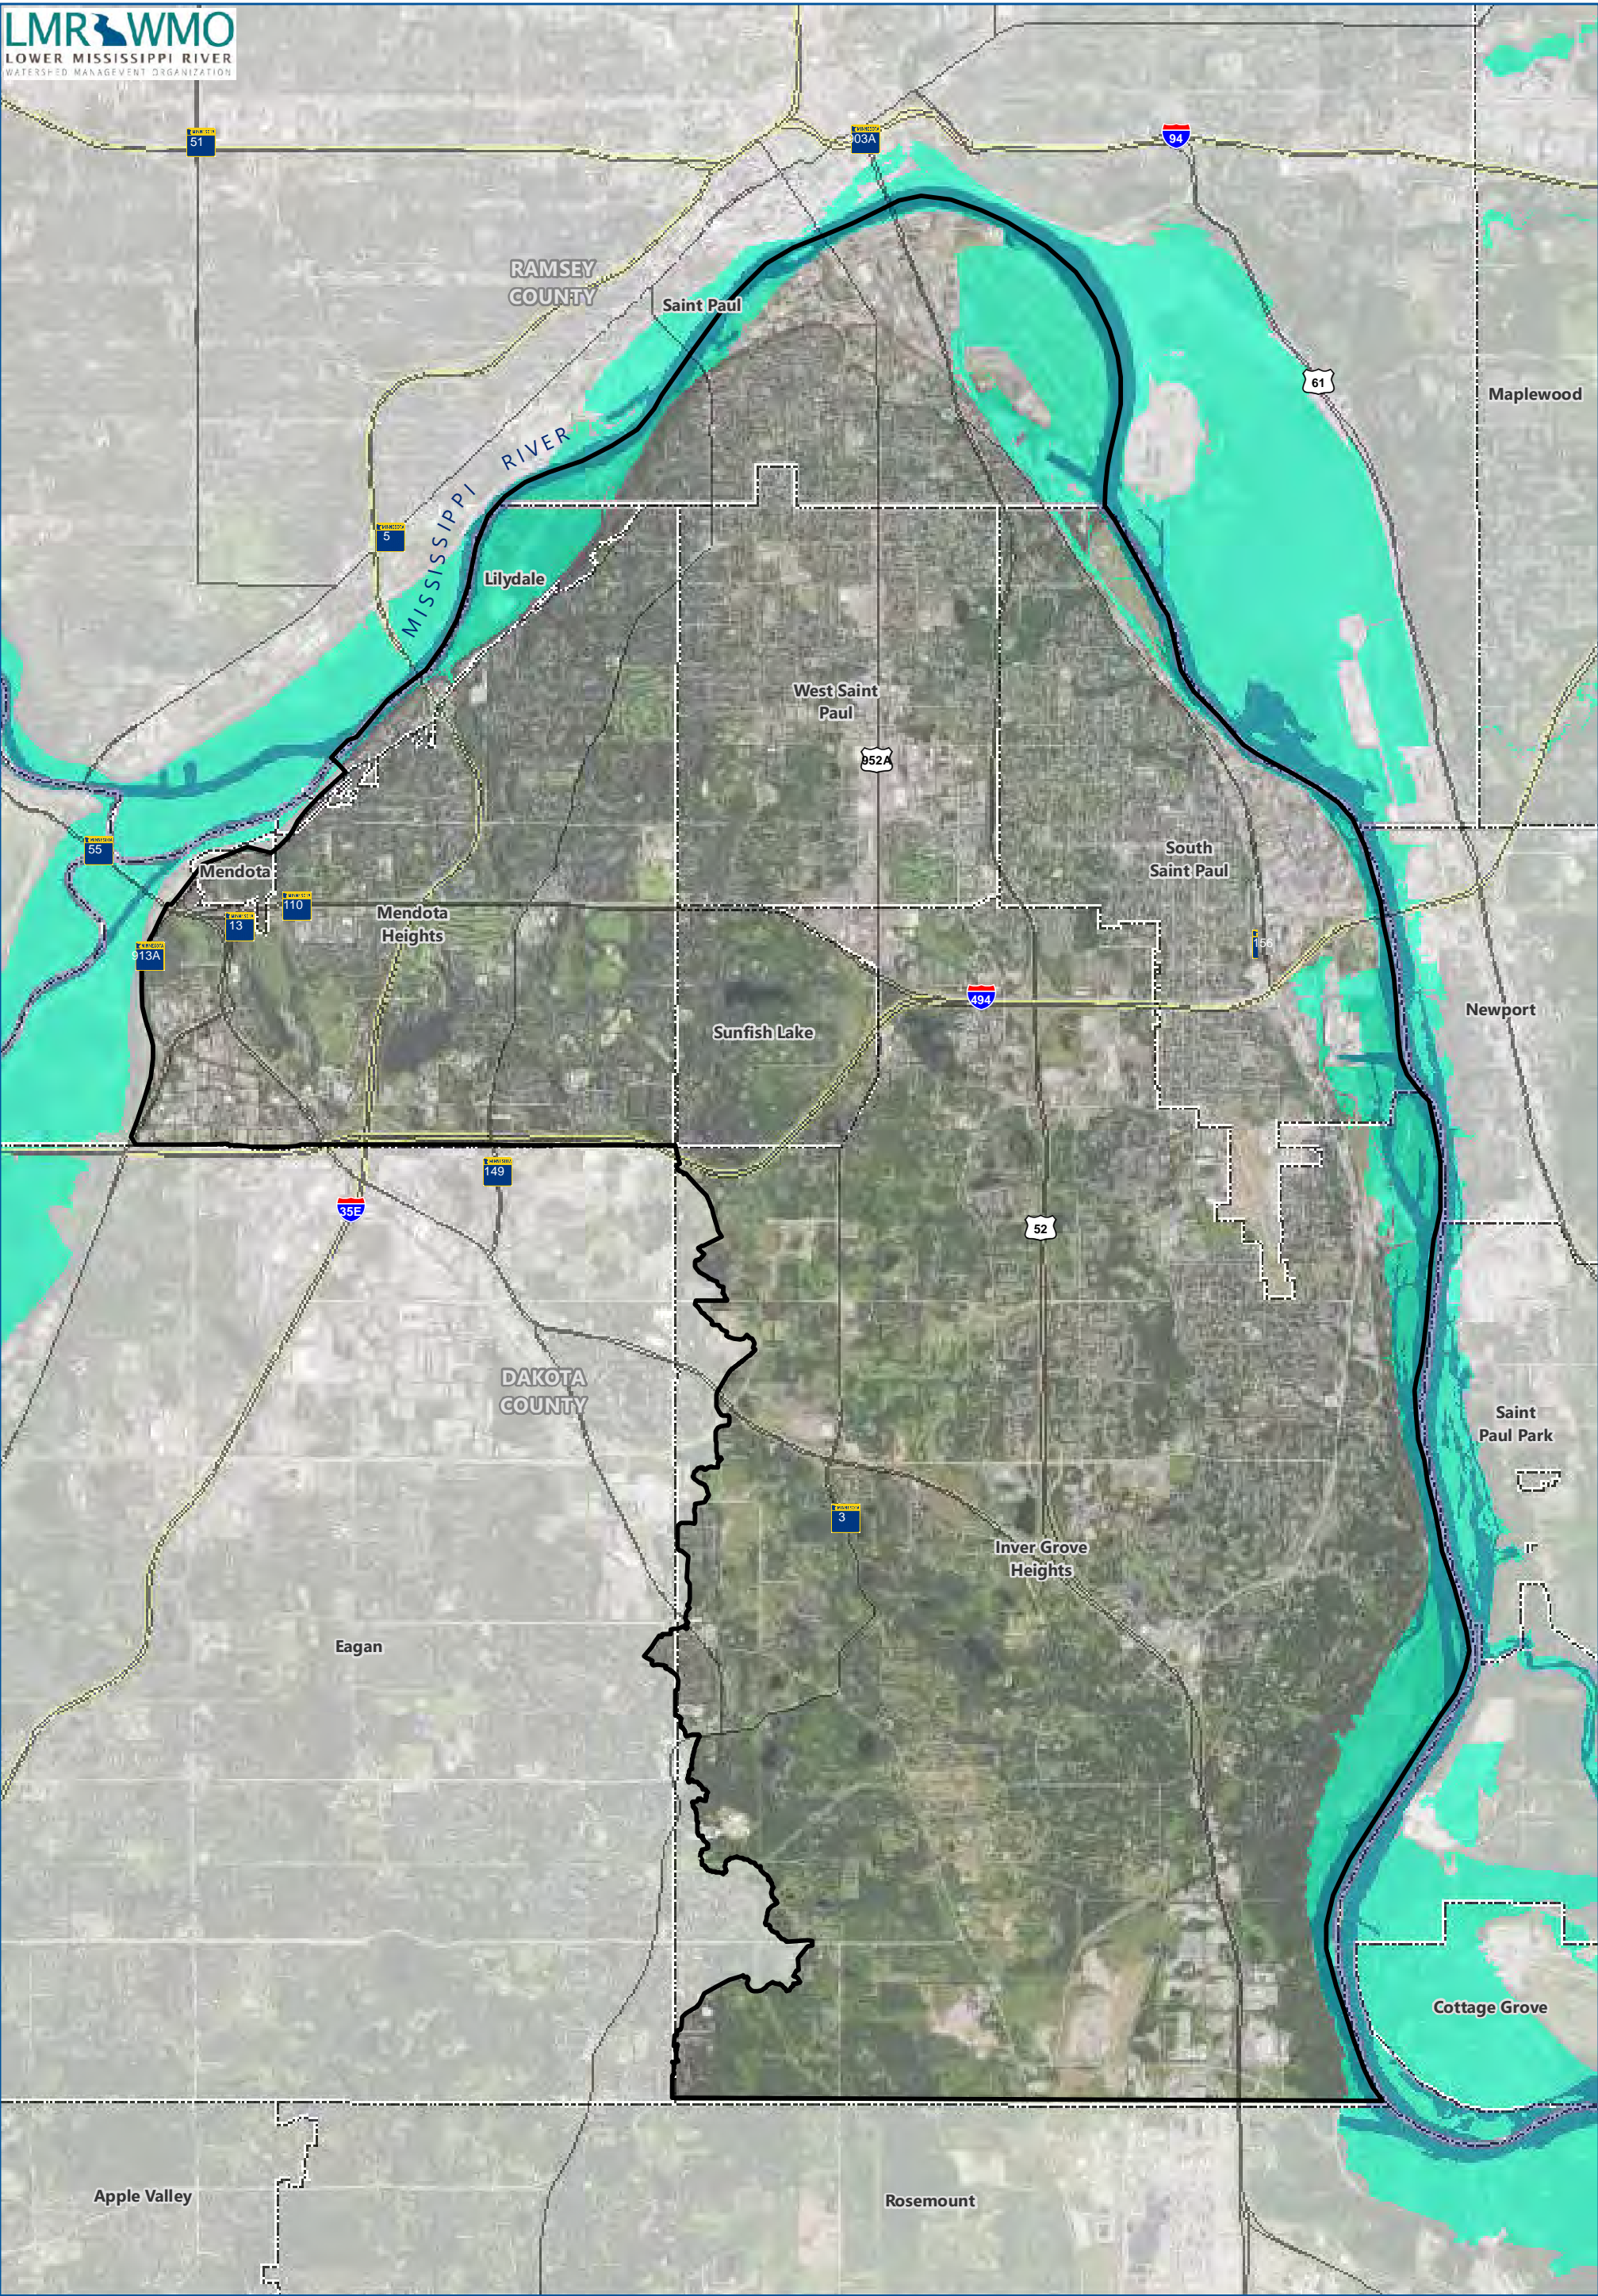 LMR WMO
LOWER MISSISSIPPI RIVER
WATERSHED MANAGEMENT ORGANIZATION
51
03A
94
RAMSEY
COUNTY
Saint Paul
61
Maplewood
MISSISSIPPI RIVER
5
Lilydale
West Saint
Paul
952A
55
Mendota
South
Saint Paul
110
13
Mendota
Heights
156
913A
494
Newport
Sunfish Lake
149
35E
52
DAKOTA
COUNTY
Saint
Paul Park
3
Inver Grove
Heights
Eagan
Cottage Grove
Apple Valley
Rosemount